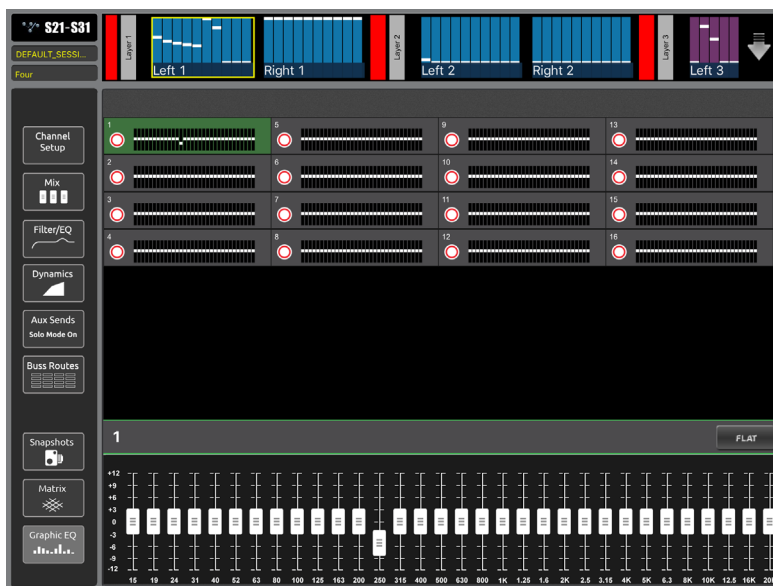 S21-S31
DEFAULT_SESSI...
Four
Layer 1
Left 1
Right 1
Layer 2
Left 2
Right 2
Layer 3
Left 3
Channel
Setup
Mix
Filter/EQ
Dynamics
Aux Sends
Solo Mode On
Buss Routes
Snapshots
Matrix
Graphic EQ
1 5 9 13
2 6 10 14
3 7 11 15
4 8 12 16
1
FLAT
+12
+9
+6
+3
0
-3
-6
-9
-12
15 19 24 31 40 52 63 80 100 125 163 200 250 315 400 500 630 800 1K 1.25 1.6 2K 2.5 3.15 4K 5K 6.3 8K 10K 12.5 16K